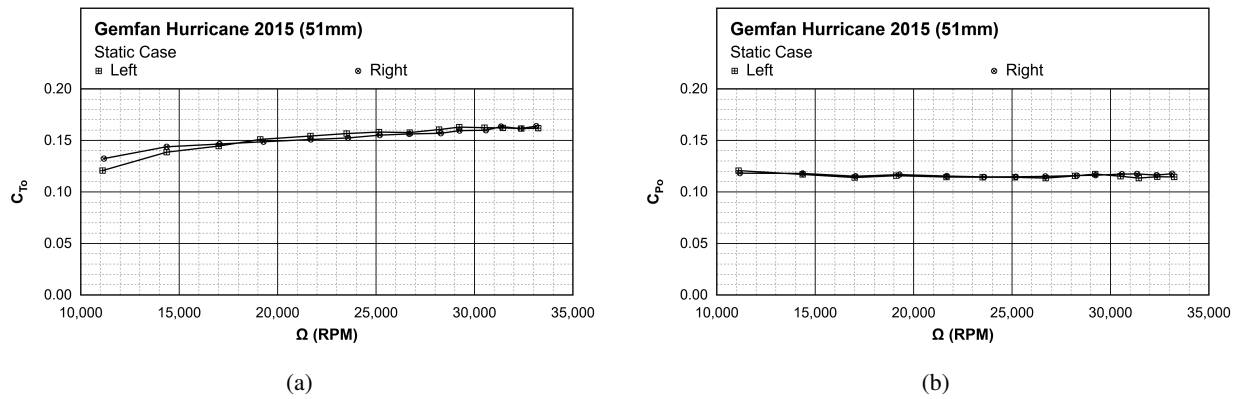 Gemfan Hurricane 2015 (51mm)
Static Case
Left Right
0.20
0.15
0.10
0.05
0.00
C_To
10,000 15,000 20,000 25,000 30,000 35,000
Ω (RPM)
(a)
Gemfan Hurricane 2015 (51mm)
Static Case
Left Right
0.20
0.15
0.10
0.05
0.00
C_Po
10,000 15,000 20,000 25,000 30,000 35,000
Ω (RPM)
(b)